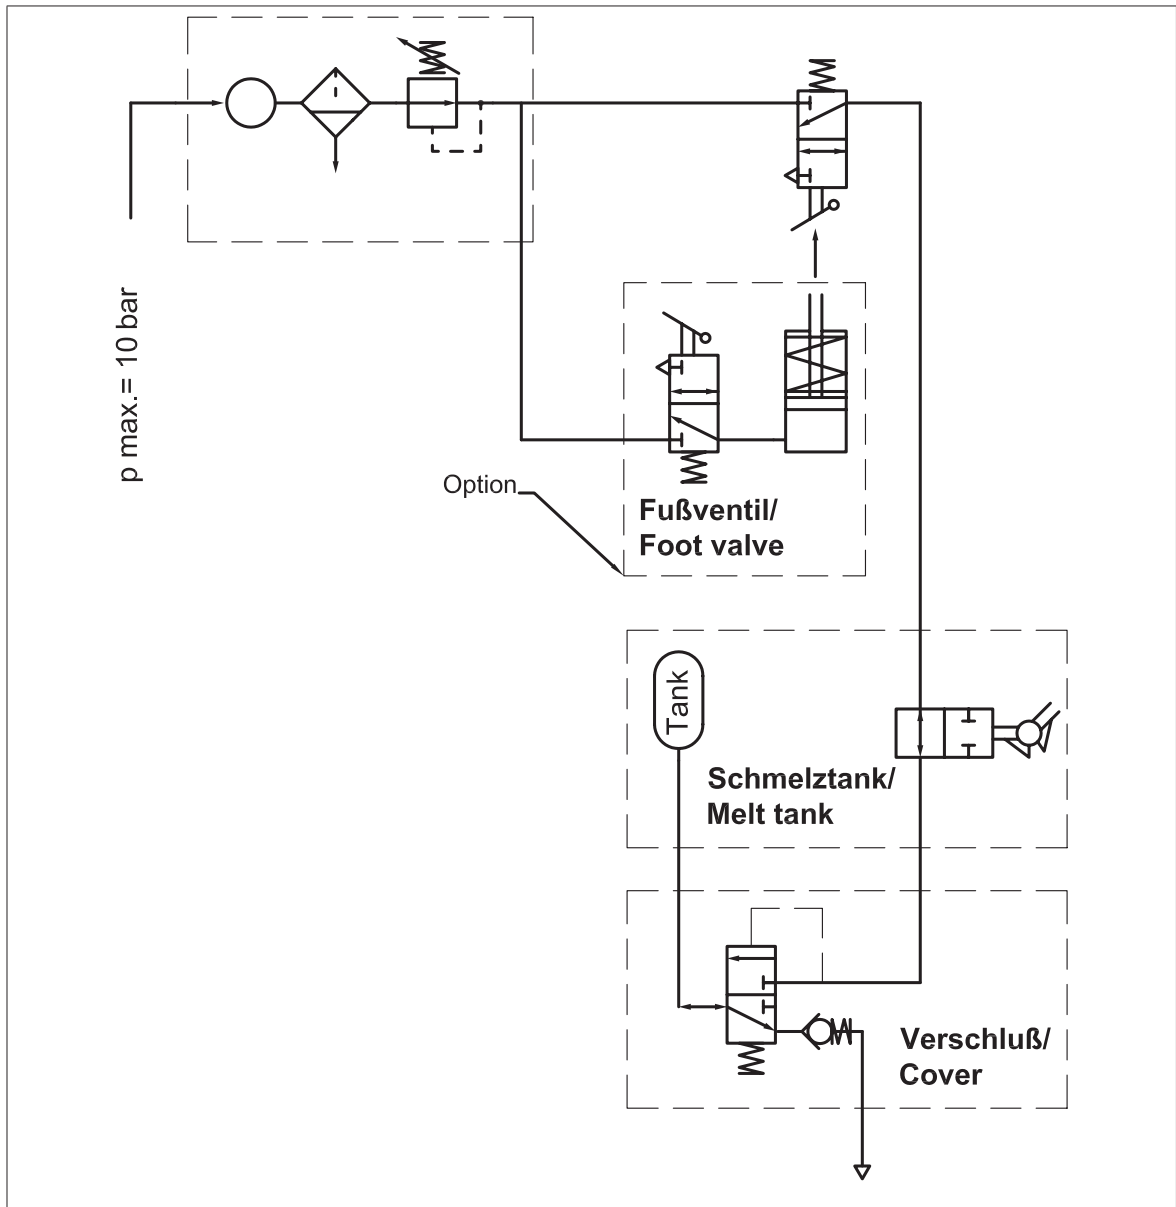 p max.= 10 bar
Option
Fußventil/
Foot valve
Tank
Schmelztank/
Melt tank
Verschluß/
Cover